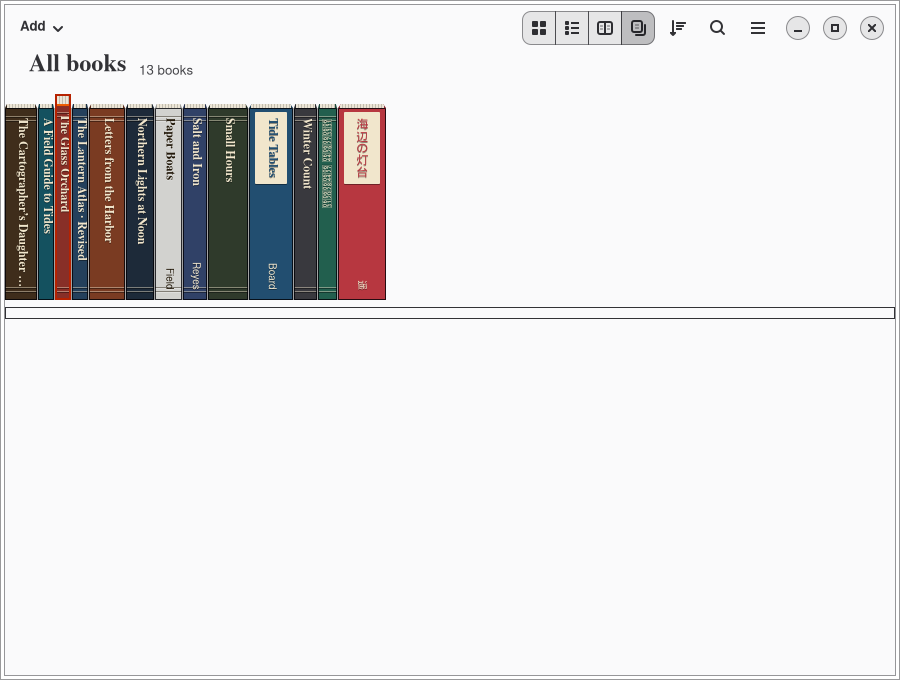 Add
All books 13 books
The Cartographer's Daughter ...
A Field Guide to Tides
The Glass Orchard
The Lantern Atlas · Revised
Letters from the Harbor
Northern Lights at Noon
Paper Boats
Field
Salt and Iron
Reyes
Small Hours
Tide Tables
Board
Winter Count
海辺の灯台